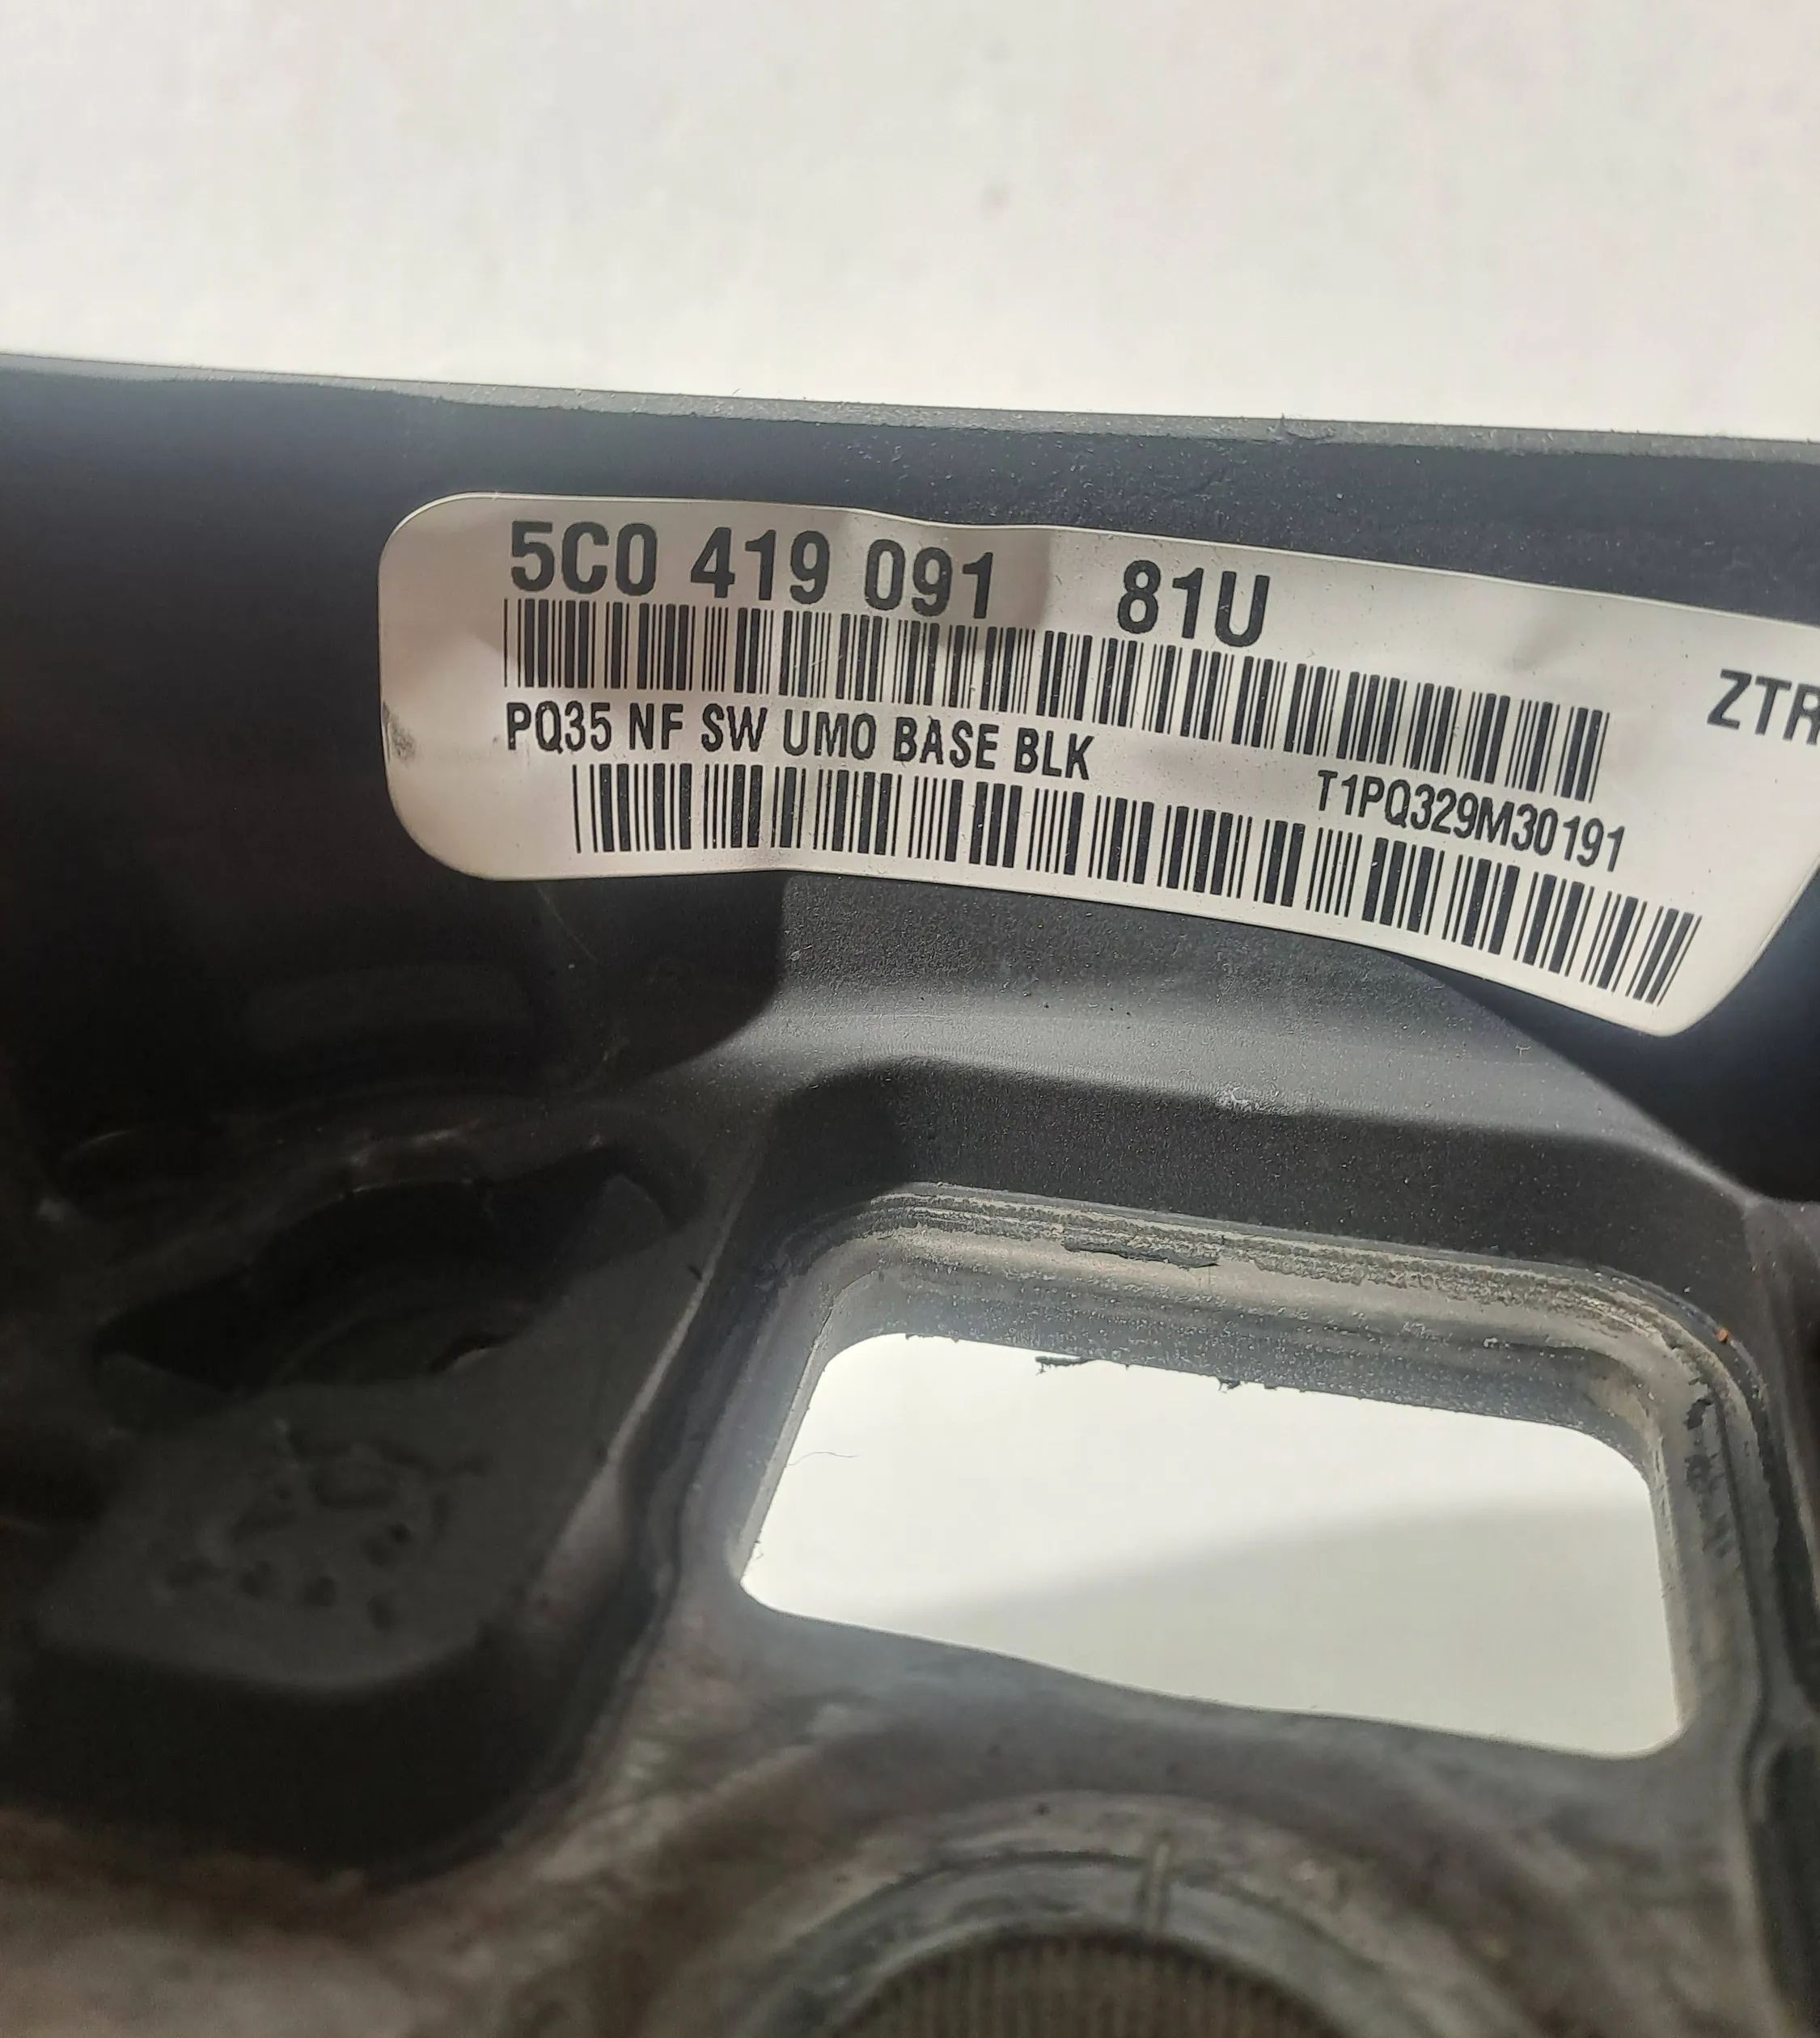 5C0 419 091 81U
ZTR
PQ35 NF SW UMO BASE BLK
T1PQ329M30191